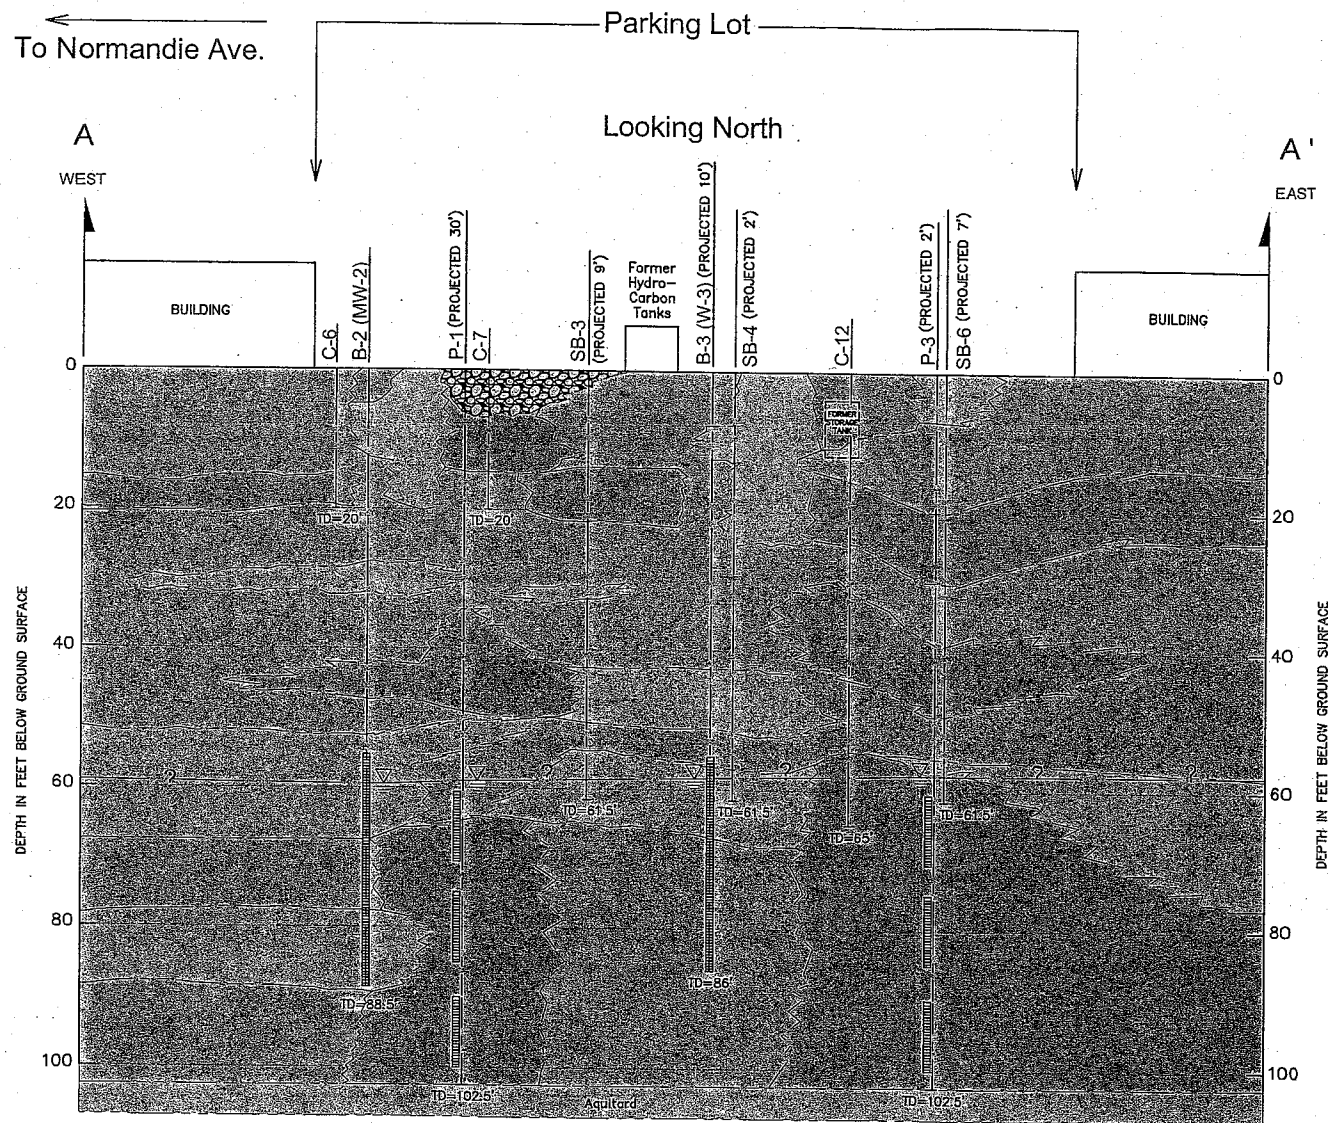 Parking Lot
To Normandie Ave.
Looking North
A
A '
WEST
EAST
BUILDING
C-6
B-2 (MW-2)
P-1 (PROJECTED 30')
C-7
SB-3
(PROJECTED 9')
Former
Hydro-
Carbon
Tanks
B-3 (W-3) (PROJECTED 10')
SB-4 (PROJECTED 2')
C-12
P-3 (PROJECTED 2')
SB-6 (PROJECTED 7')
BUILDING
0
0
FORMER
STORAGE
TANK
20
20
TD=20'
TD=20'
40
40
DEPTH IN FEET BELOW GROUND SURFACE
DEPTH IN FEET BELOW GROUND SURFACE
? ? ? ? ?
60
60
TD=61.5'
TD=61.5'
TD=61.5'
TD=65'
80
80
TD=86'
TD=88.5'
100
100
TD=102.5'
Aquitard
TD=102.5'